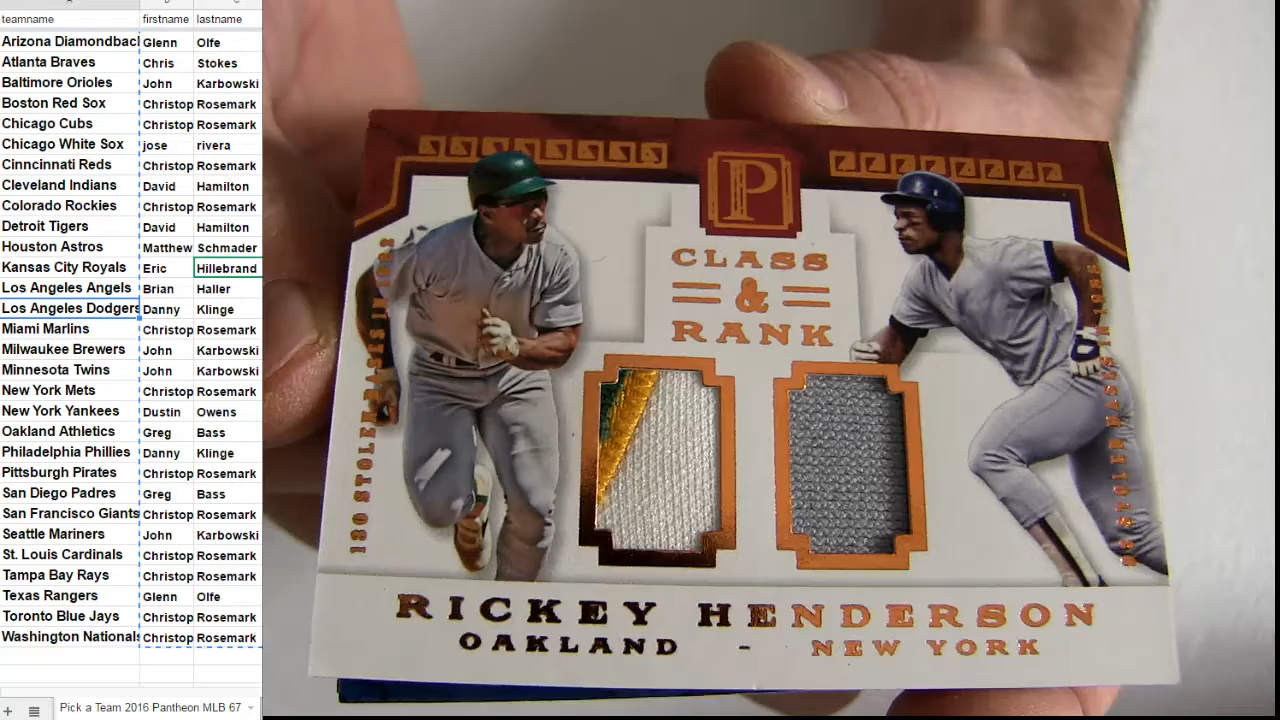 teamname firstname lastname
Arizona Diamondbac Glenn Olfe
Atlanta Braves Chris Stokes
Baltimore Orioles John Karbowski
Boston Red Sox Christop Rosemark
Chicago Cubs Christop Rosemark
Chicago White Sox jose rivera
Cinncinnati Reds Christop Rosemark
Cleveland Indians David Hamilton
Colorado Rockies Christop Rosemark
Detroit Tigers David Hamilton
Houston Astros Matthew Schmader
Kansas City Royals Eric Hillebrand
Los Angeles Angels Brian Haller
Los Angeles Dodgers Danny Klinge
Miami Marlins Christop Rosemark
Milwaukee Brewers John Karbowski
Minnesota Twins John Karbowski
New York Mets Christop Rosemark
New York Yankees Dustin Owens
Oakland Athletics Greg Bass
Philadelphia Phillies Danny Klinge
Pittsburgh Pirates Christop Rosemark
San Diego Padres Greg Bass
San Francisco Giants Christop Rosemark
Seattle Mariners John Karbowski
St. Louis Cardinals Christop Rosemark
Tampa Bay Rays Christop Rosemark
Texas Rangers Glenn Olfe
Toronto Blue Jays Christop Rosemark
Washington Nationals Christop Rosemark
+ Pick a Team 2016 Pantheon MLB 67
P
CLASS
&
RANK
130 STOLEN BASES IN
STOLEN BASES IN
RICKEY HENDERSON
OAKLAND - NEW YORK